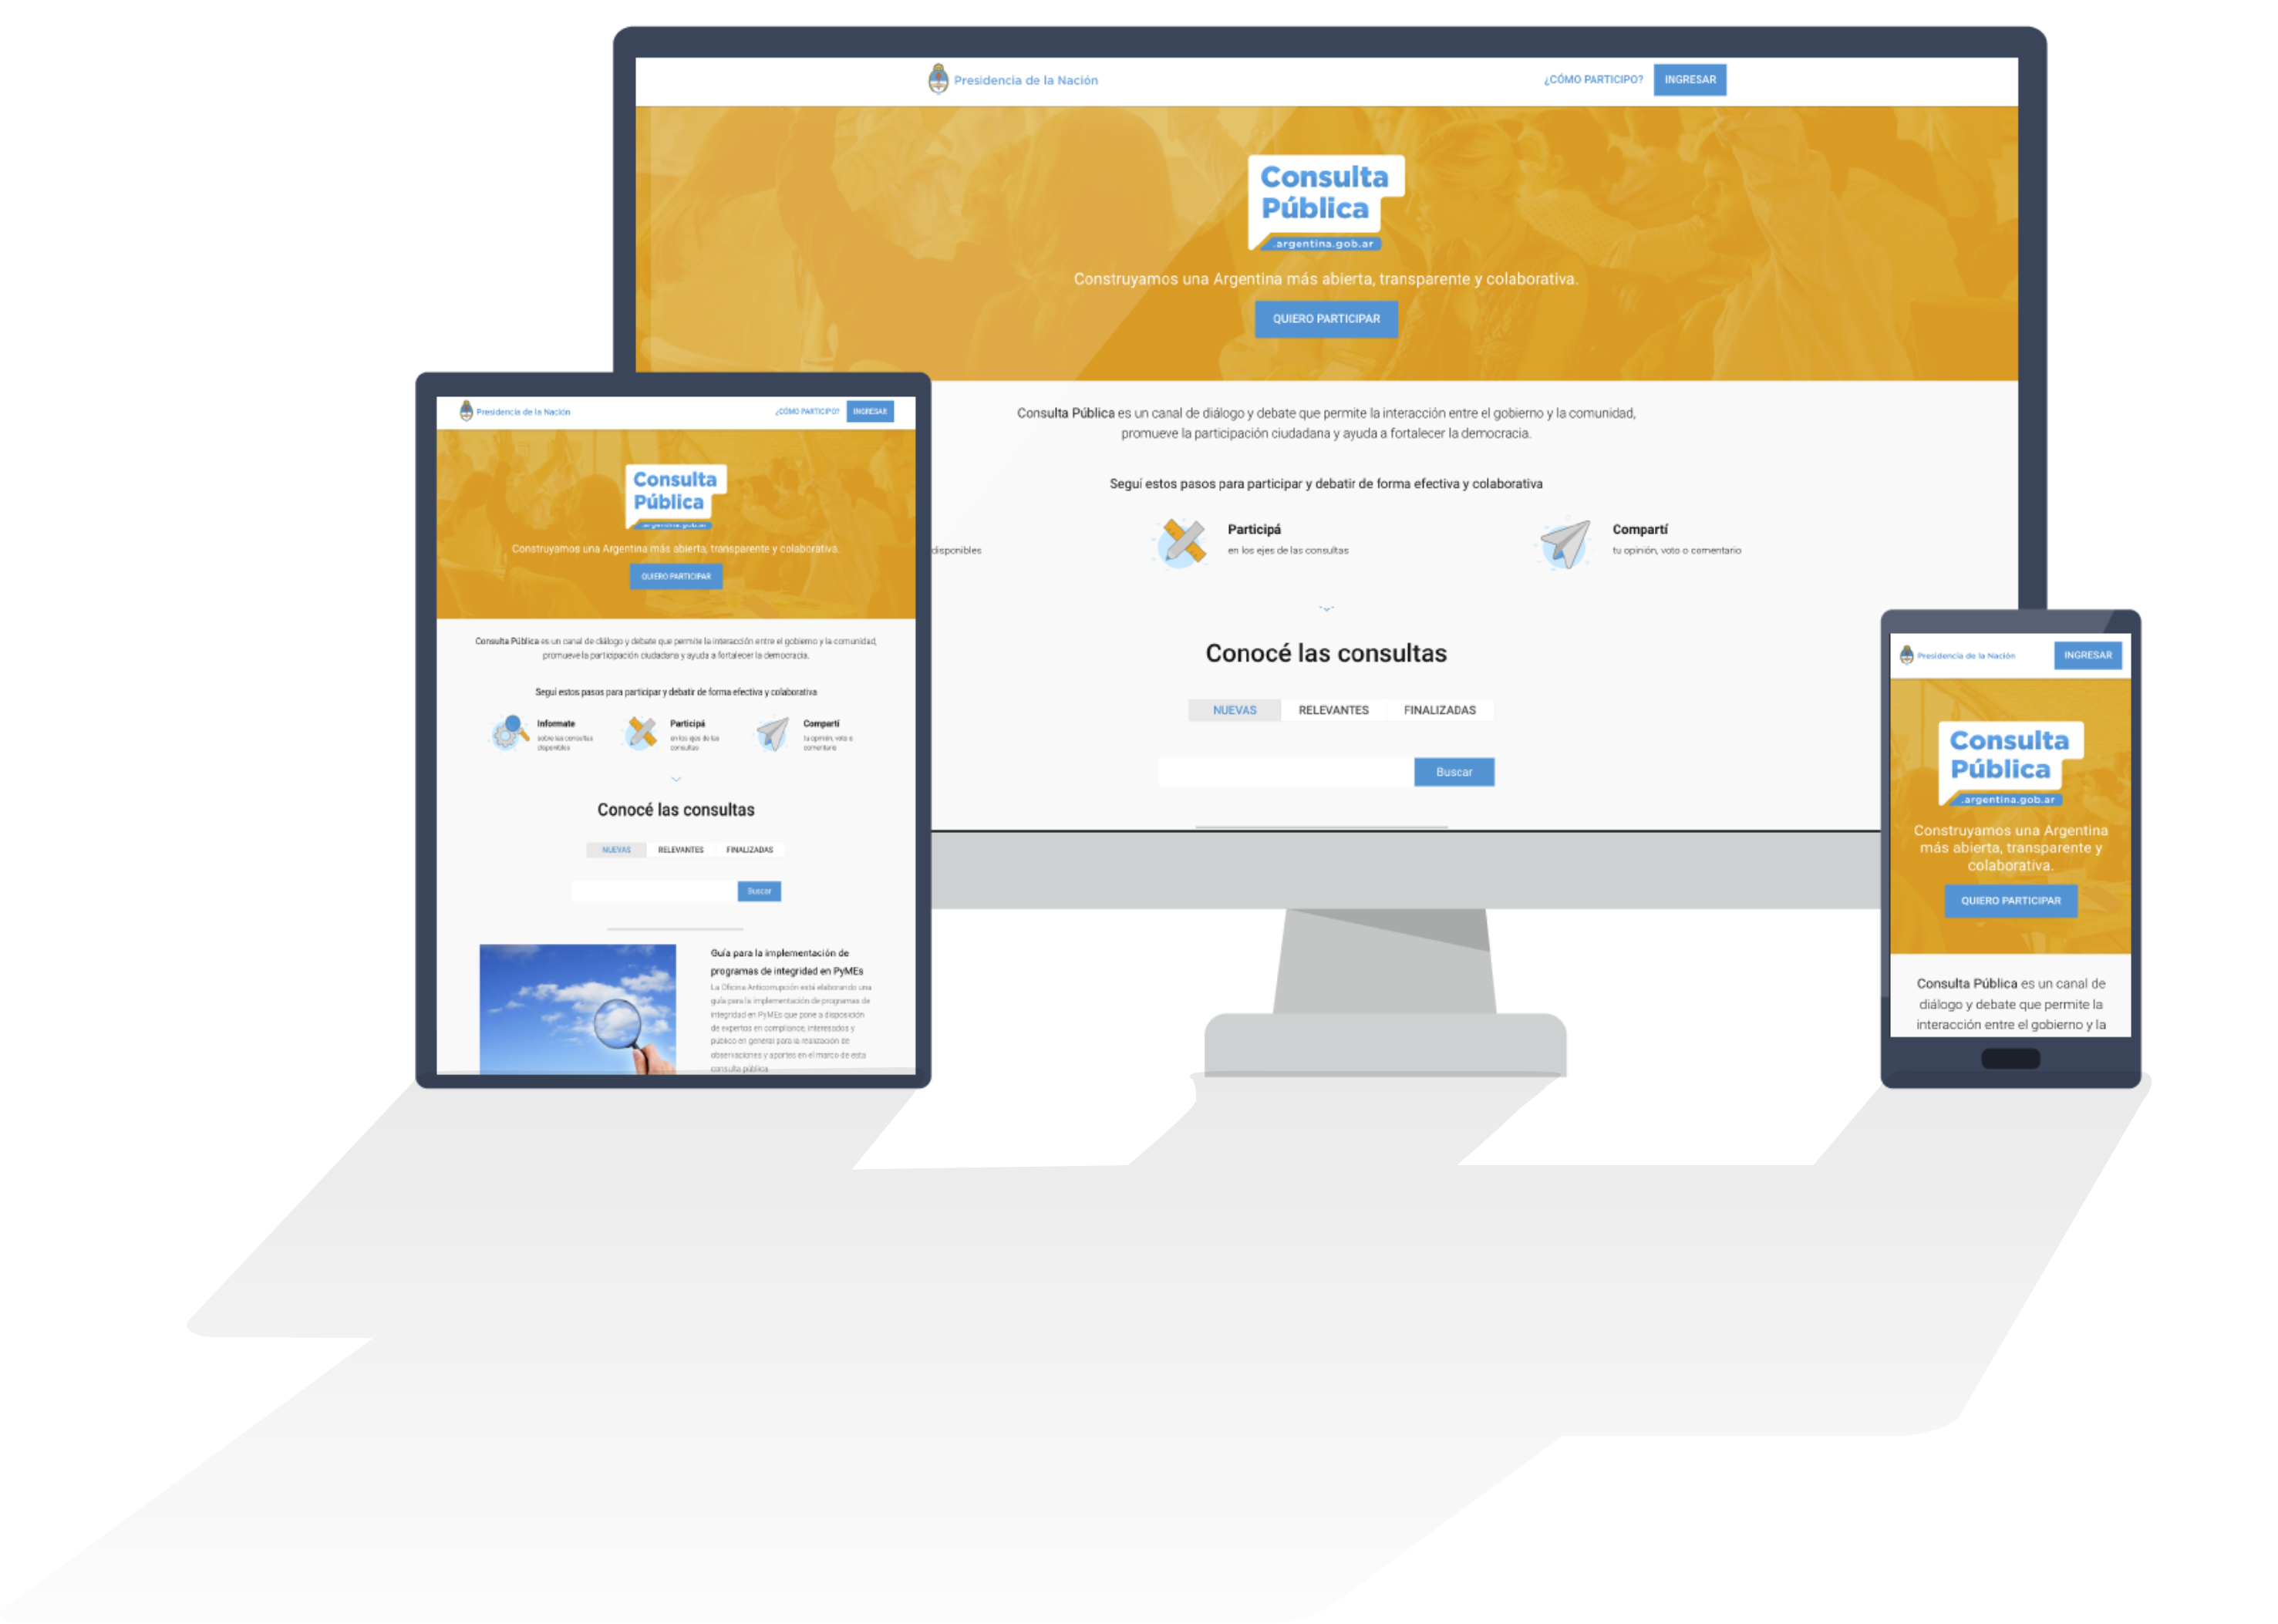 Presidencia de la Nación
¿CÓMO PARTICIPO?
INGRESAR
Consulta
Pública
.argentina.gob.ar
Construyamos una Argentina más abierta, transparente y colaborativa.
QUIERO PARTICIPAR
Consulta Pública es un canal de diálogo y debate que permite la interacción entre el gobierno y la comunidad,
promueve la participación ciudadana y ayuda a fortalecer la democracia.
Seguí estos pasos para participar y debatir de forma efectiva y colaborativa
disponibles
Participá
en los ejes de las consultas
Compartí
tu opinión, voto o comentario
Conocé las consultas
NUEVAS
RELEVANTES
FINALIZADAS
Buscar
Presidencia de la Nación
¿CÓMO PARTICIPO?
INGRESAR
Consulta
Pública
.argentina.gob.ar
Construyamos una Argentina más abierta, transparente y colaborativa.
QUIERO PARTICIPAR
Consulta Pública es un canal de diálogo y debate que permite la interacción entre el gobierno y la comunidad,
promueve la participación ciudadana y ayuda a fortalecer la democracia.
Seguí estos pasos para participar y debatir de forma efectiva y colaborativa
Informate
sobre las consultas
disponibles
Participá
en los ejes de las
consultas
Compartí
tu opinión, voto o
comentario
Conocé las consultas
NUEVAS
RELEVANTES
FINALIZADAS
Buscar
Guía para la implementación de
programas de integridad en PyMEs
La Oficina Anticorrupción está elaborando una
guía para la implementación de programas de
integridad en PyMEs que pone a disposición
de expertos en compliance, interesados y
público en general para la realización de
observaciones y aportes en el marco de esta
consulta pública
Presidencia de la Nación
INGRESAR
Consulta
Pública
.argentina.gob.ar
Construyamos una Argentina
más abierta, transparente y
colaborativa.
QUIERO PARTICIPAR
Consulta Pública es un canal de
diálogo y debate que permite la
interacción entre el gobierno y la